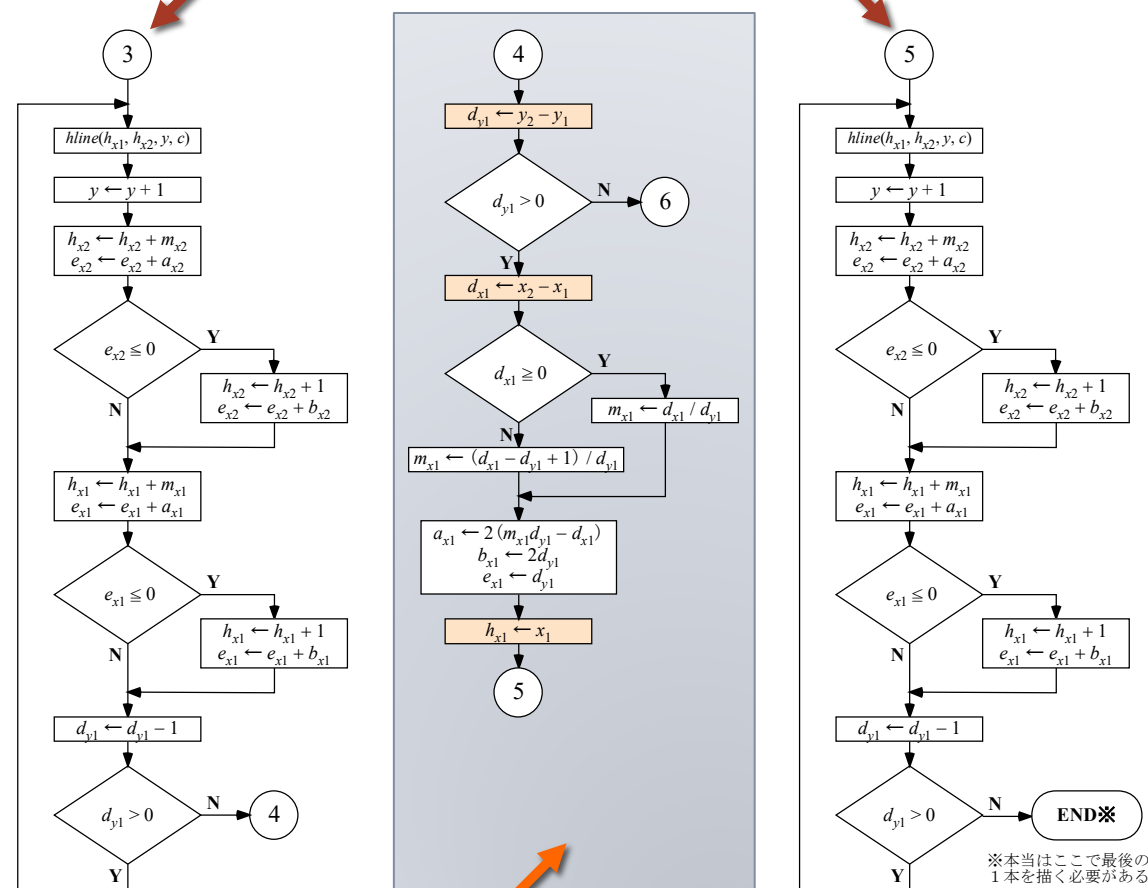 3
hline(hx1, hx2, y, c)
y ← y + 1
hx2 ← hx2 + mx2
ex2 ← ex2 + ax2
ex2 ≦ 0
Y
hx2 ← hx2 + 1
ex2 ← ex2 + bx2
N
hx1 ← hx1 + mx1
ex1 ← ex1 + ax1
ex1 ≦ 0
Y
hx1 ← hx1 + 1
ex1 ← ex1 + bx1
N
dy1 ← dy1 − 1
dy1 > 0
N
4
Y
4
dy1 ← y2 − y1
dy1 > 0
N
6
Y
dx1 ← x2 − x1
dx1 ≧ 0
Y
mx1 ← dx1 / dy1
N
mx1 ← (dx1 − dy1 + 1) / dy1
ax1 ← 2 (mx1dy1 − dx1)
bx1 ← 2dy1
ex1 ← dy1
hx1 ← x1
5
5
hline(hx1, hx2, y, c)
y ← y + 1
hx2 ← hx2 + mx2
ex2 ← ex2 + ax2
ex2 ≦ 0
Y
hx2 ← hx2 + 1
ex2 ← ex2 + bx2
N
hx1 ← hx1 + mx1
ex1 ← ex1 + ax1
ex1 ≦ 0
Y
hx1 ← hx1 + 1
ex1 ← ex1 + bx1
N
dy1 ← dy1 − 1
dy1 > 0
N
END※
Y
※本当はここで最後の
1本を描く必要がある